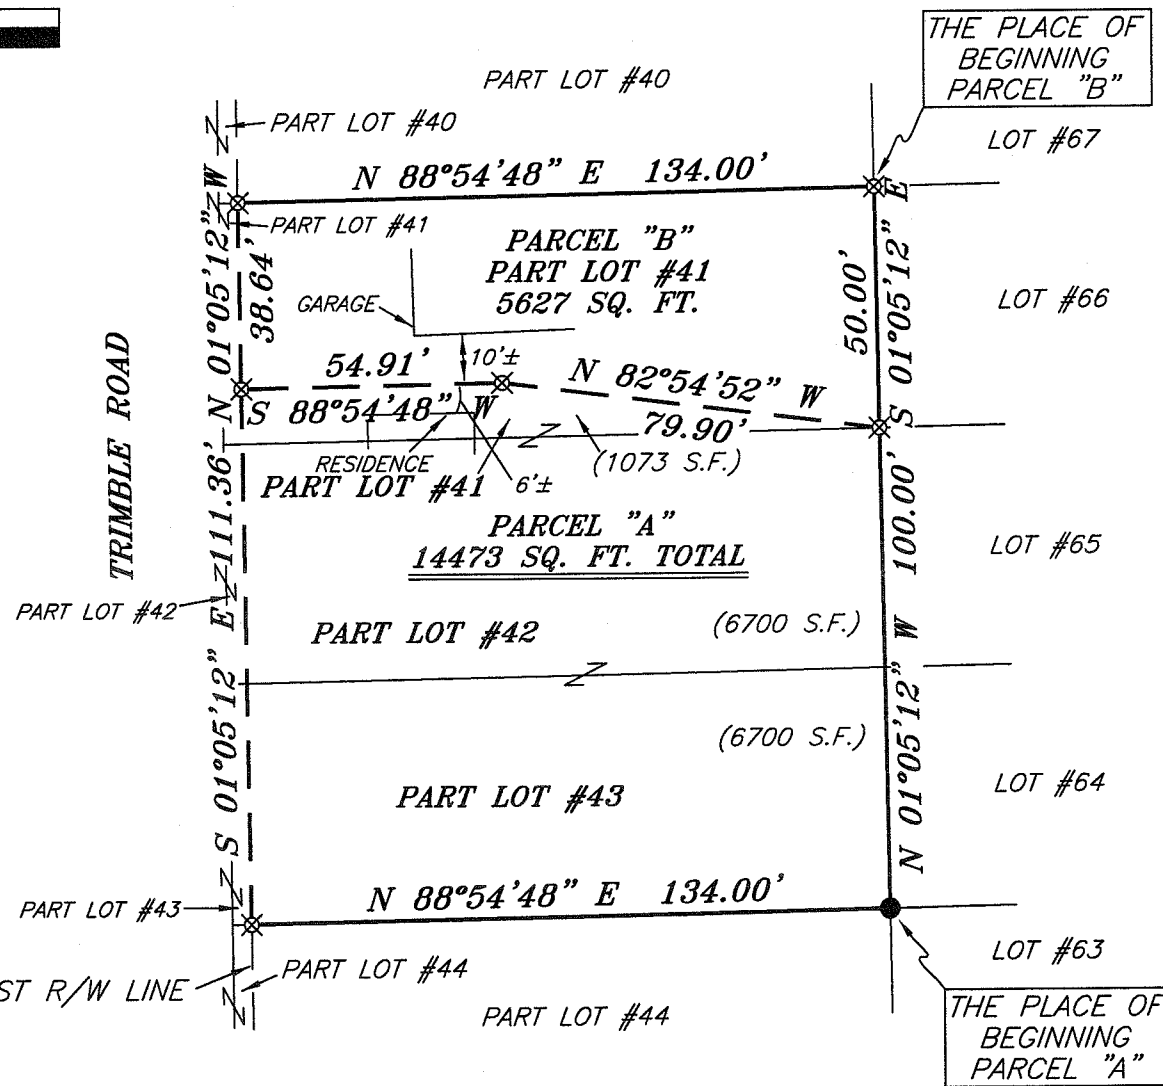 THE PLACE OF
BEGINNING
PARCEL "B"
PART LOT #40
PART LOT #40
LOT #67
N 88°54'48" E 134.00'
PART LOT #41
PARCEL "B"
PART LOT #41
5627 SQ. FT.
GARAGE
N 01°05'12" W
38.64'
50.00'
S 01°05'12" E
LOT #66
TRIMBLE ROAD
10'±
54.91'
S 88°54'48" W
N 82°54'52" W
79.90'
RESIDENCE
(1073 S.F.)
PART LOT #41
6'±
PARCEL "A"
14473 SQ. FT. TOTAL
LOT #65
S 01°05'12" E 111.36'
N 01°05'12" W 100.00'
PART LOT #42
PART LOT #42
(6700 S.F.)
(6700 S.F.)
LOT #64
PART LOT #43
N 88°54'48" E 134.00'
PART LOT #43
LOT #63
PART LOT #44
ST R/W LINE
PART LOT #44
THE PLACE OF
BEGINNING
PARCEL "A"